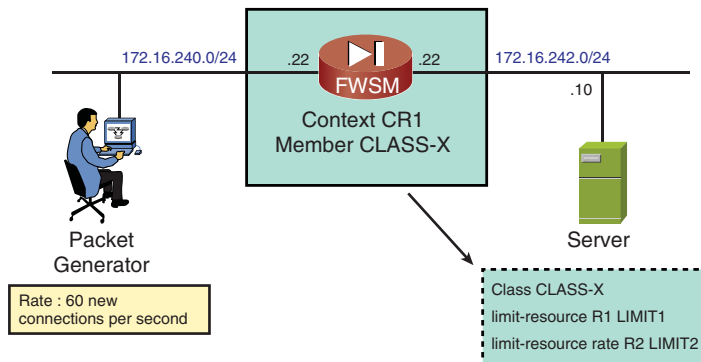 172.16.240.0/24
.22
FWSM
.22
172.16.242.0/24
.10
Context CR1
Member CLASS-X
Packet
Generator
Server
Rate : 60 new
connections per second
Class CLASS-X
limit-resource R1 LIMIT1
limit-resource rate R2 LIMIT2